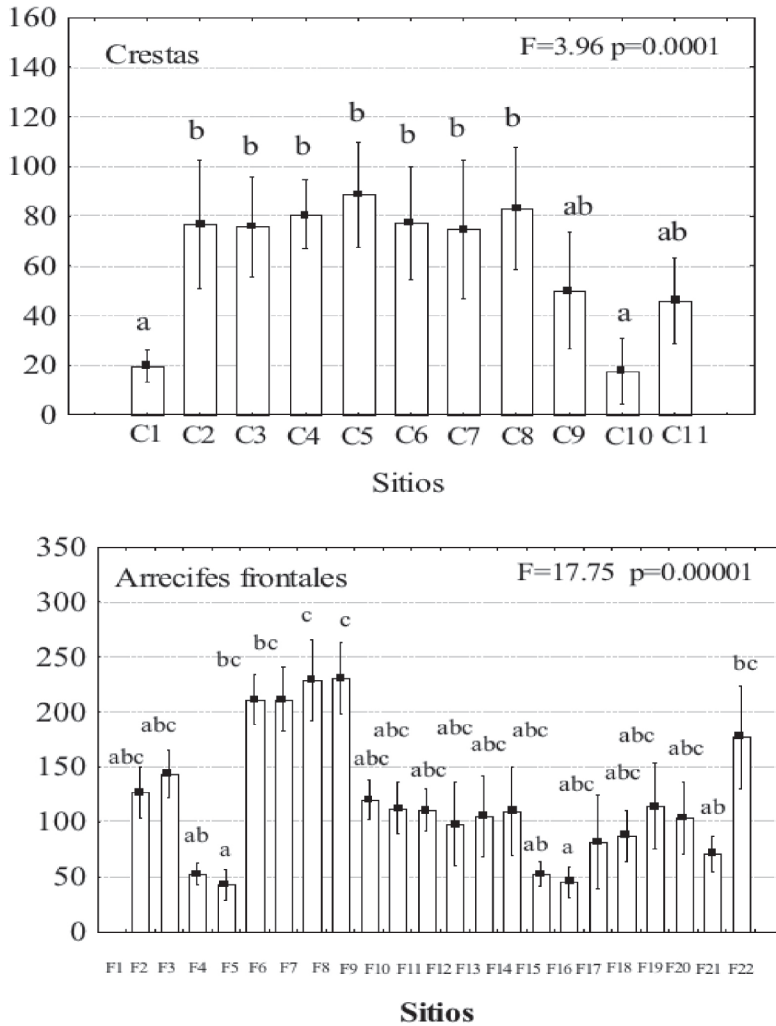 160
Crestas F=3.96 p=0.0001
140
120
b b b b b b b
100
80
ab ab
60
40
a a
20
0
C1 C2 C3 C4 C5 C6 C7 C8 C9 C10 C11
Sitios
350
Arrecifes frontales F=17.75 p=0.00001
300
c c
250
bc bc bc
200
abc abc abc abc abc abc
150
abc abc abc abc abc abc abc
100
ab a ab a ab
50
0
F1 F2 F3 F4 F5 F6 F7 F8 F9 F10 F11 F12 F13 F14 F15 F16 F17 F18 F19 F20 F21 F22
Sitios